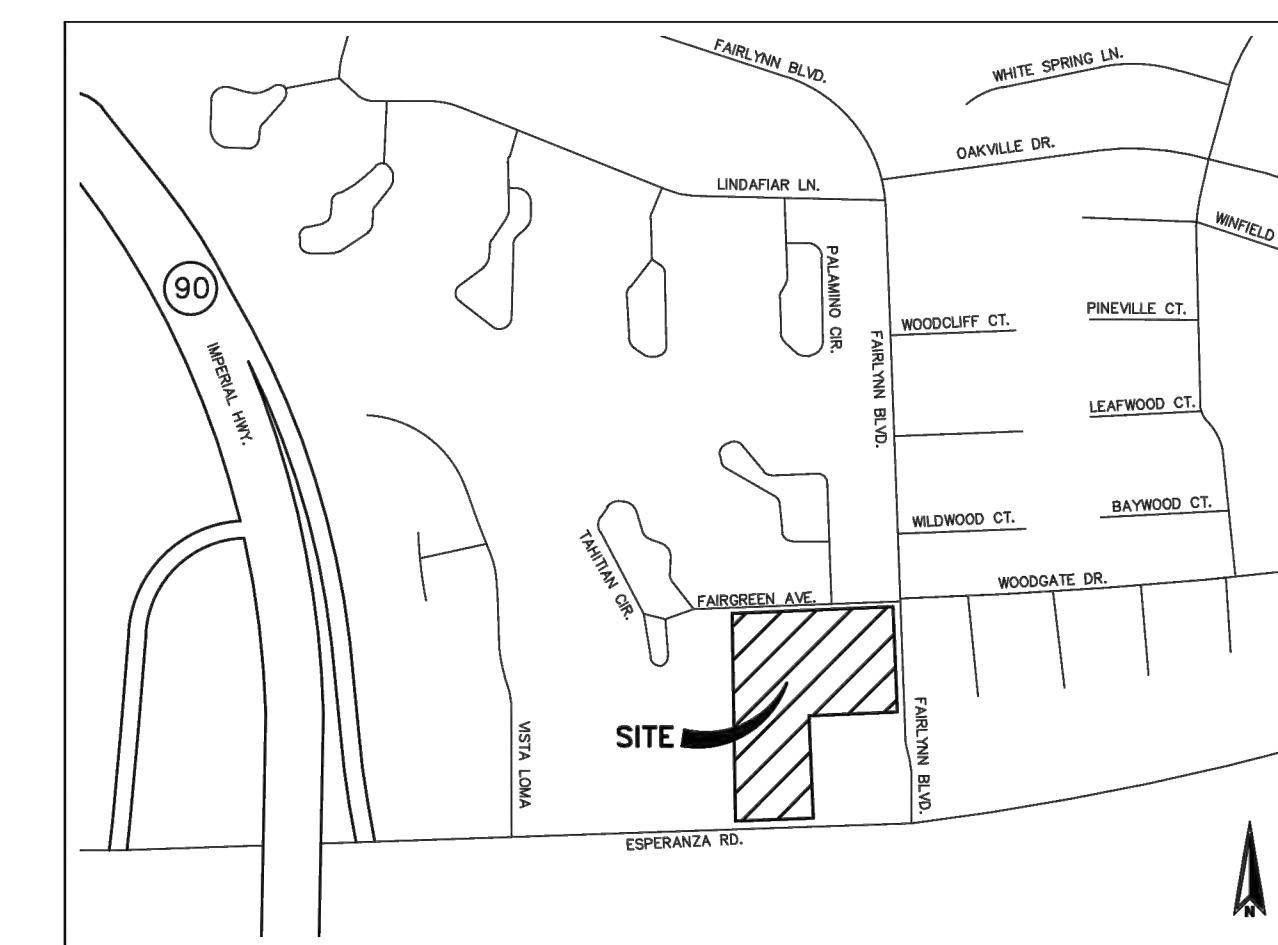 FAIRLYNN BLVD.
WHITE SPRING LN.
OAKVILLE DR.
LINDAFIAR LN.
WINFIELD
90
PALAMINO CIR.
IMPERIAL HWY.
FAIRLYNN BLVD.
WOODCLIFF CT.
PINEVILLE CT.
LEAFWOOD CT.
WILDWOOD CT.
BAYWOOD CT.
TAHITIAN CIR.
WOODGATE DR.
FAIRGREEN AVE.
SITE
VISTA LOMA
FAIRLYNN BLVD.
ESPERANZA RD.
N